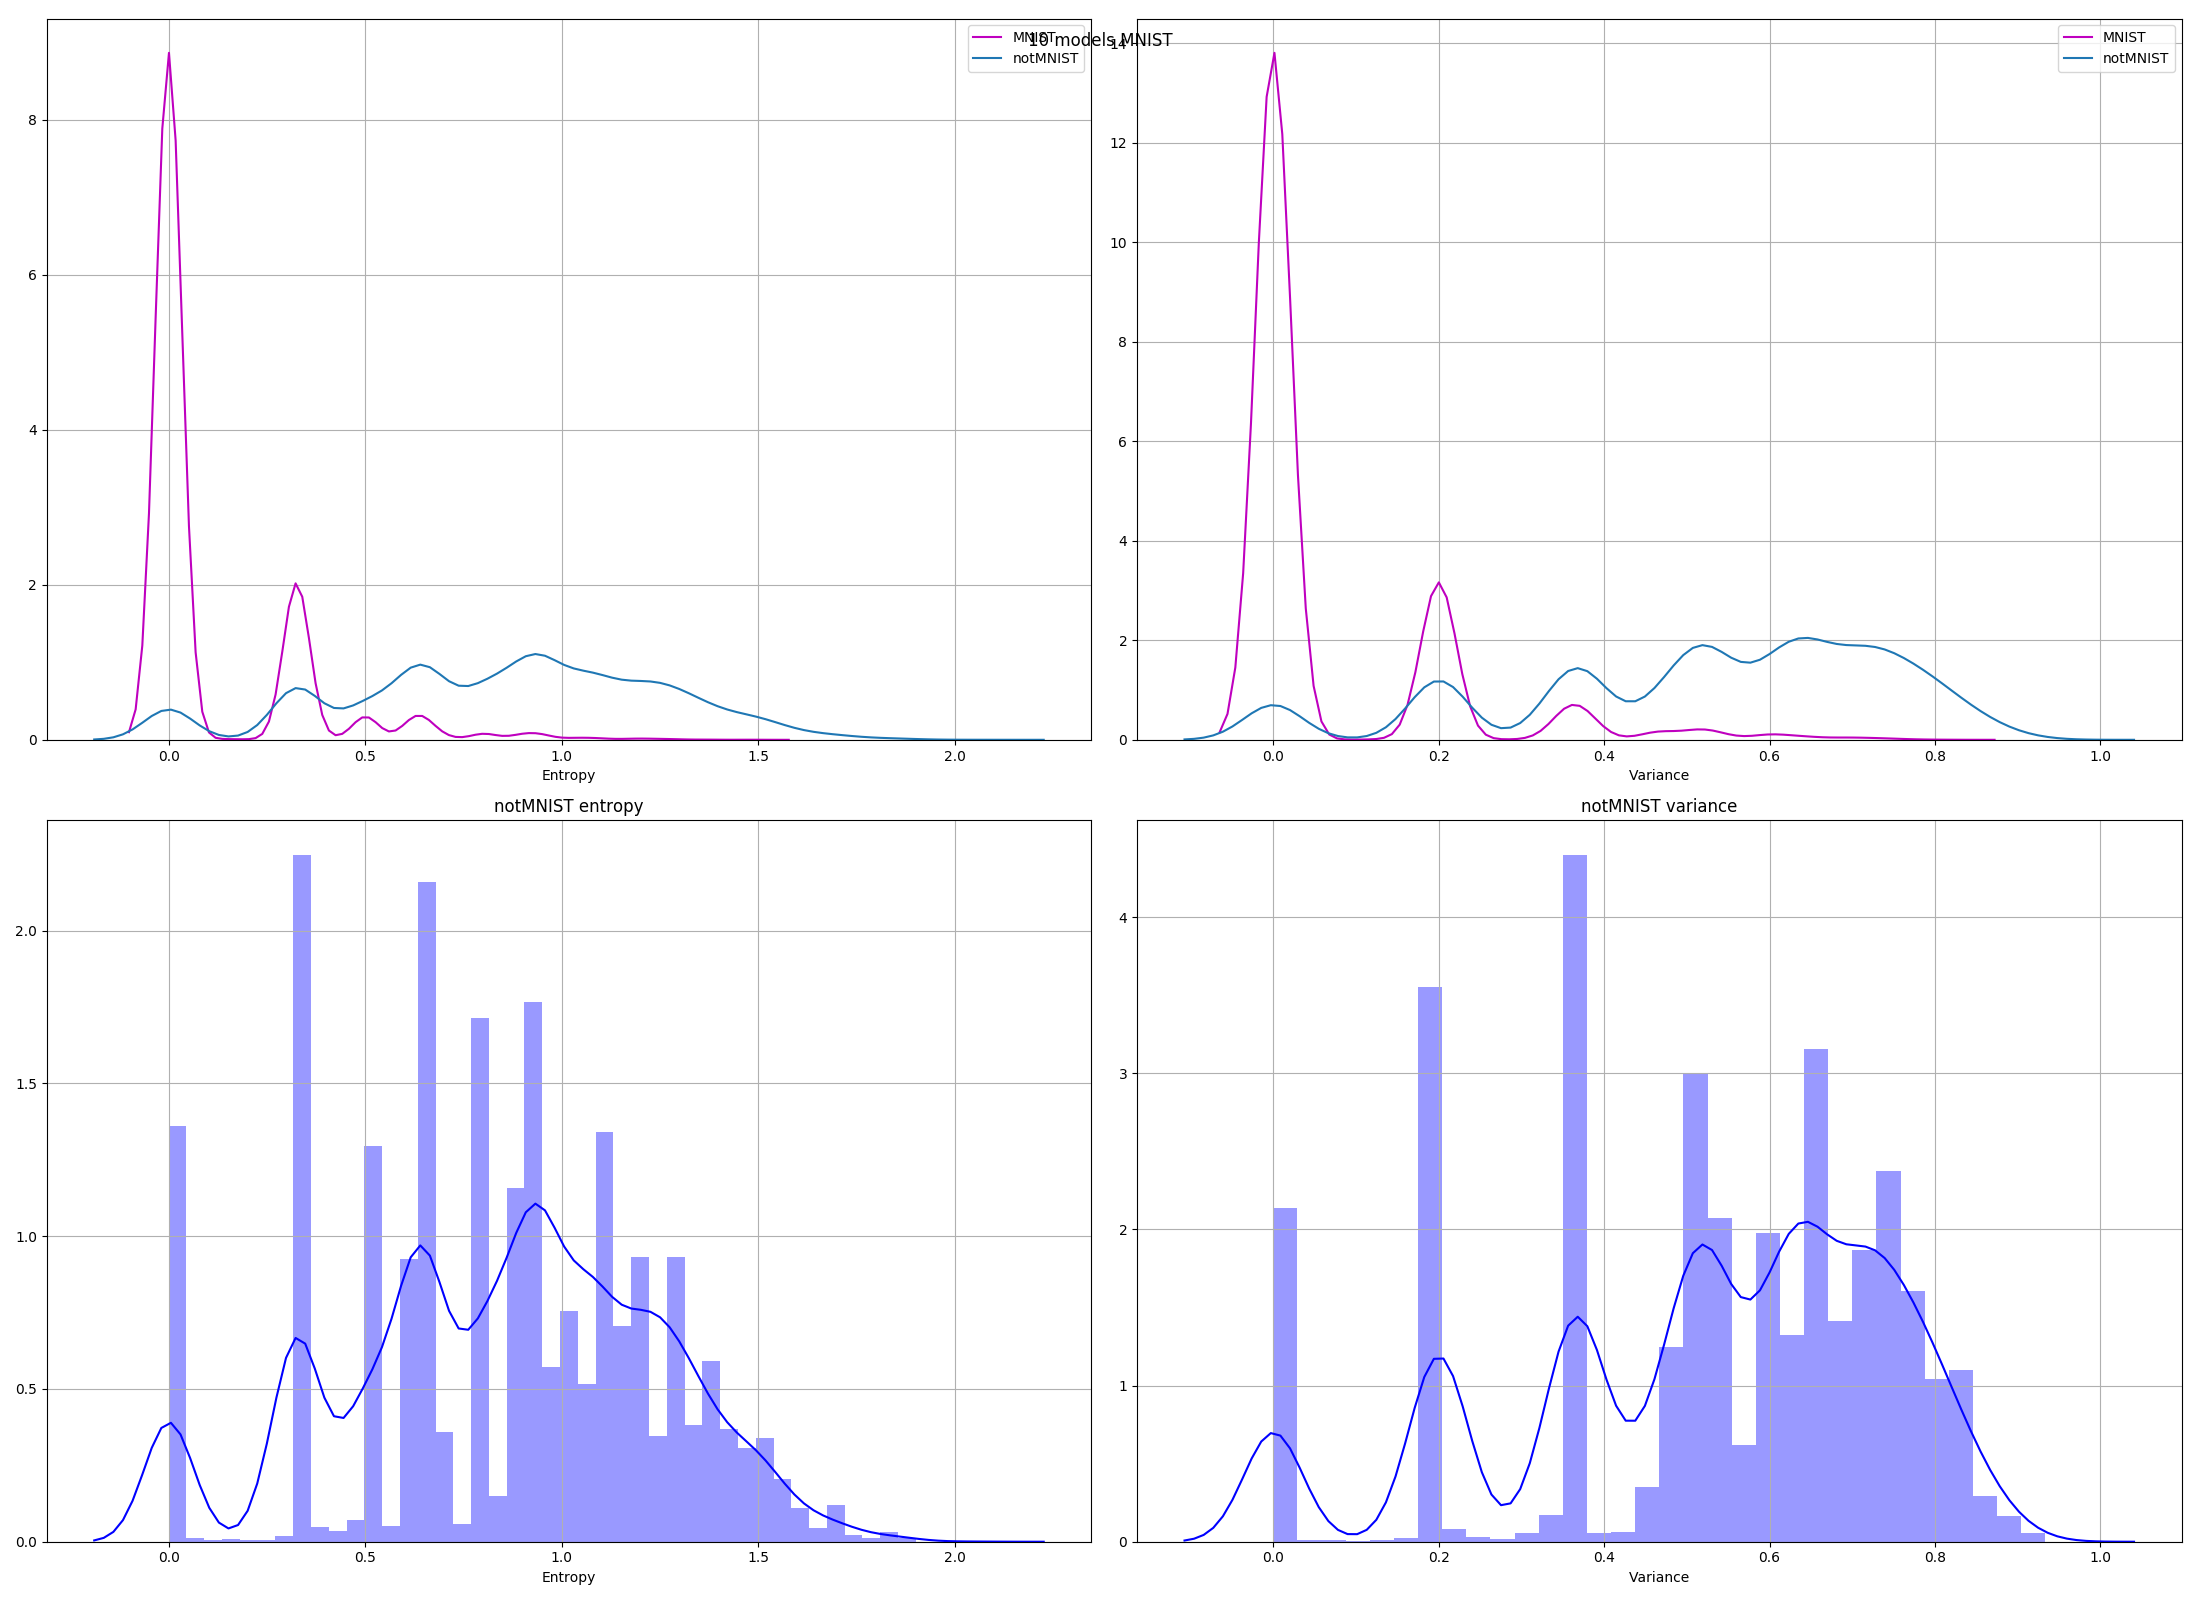 10 models MNIST
MNIST
notMNIST
8
6
4
2
0
0.0 0.5 1.0 1.5 2.0
Entropy
MNIST
notMNIST
14
12
10
8
6
4
2
0
0.0 0.2 0.4 0.6 0.8 1.0
Variance
notMNIST entropy
2.0
1.5
1.0
0.5
0.0
0.0 0.5 1.0 1.5 2.0
Entropy
notMNIST variance
4
3
2
1
0
0.0 0.2 0.4 0.6 0.8 1.0
Variance